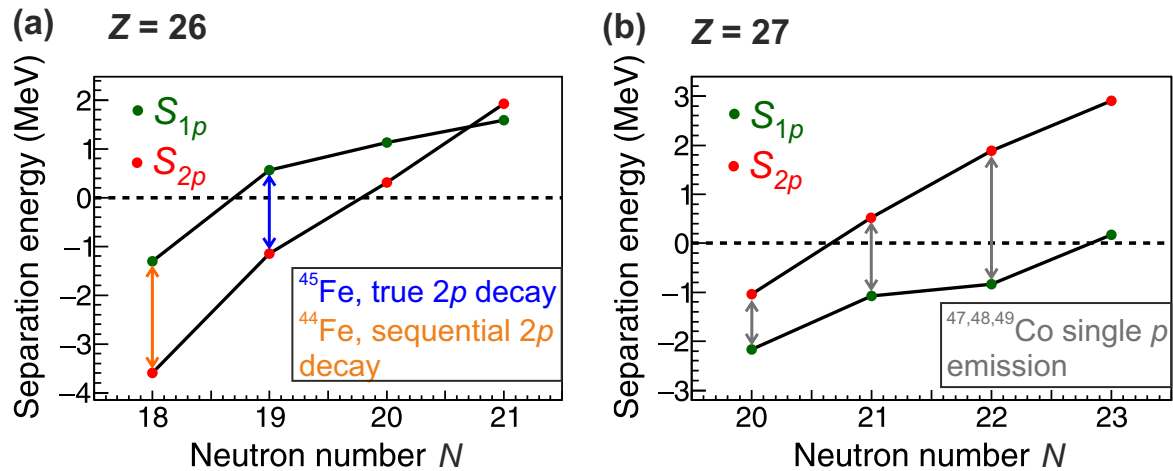 (a) Z = 26
Separation energy (MeV)
2
1
0
−1
−2
−3
−4
S1p
S2p
45Fe, true 2p decay
44Fe, sequential 2p
decay
18 19 20 21
Neutron number N
(b) Z = 27
Separation energy (MeV)
3
2
1
0
−1
−2
−3
S1p
S2p
47,48,49Co single p
emission
20 21 22 23
Neutron number N